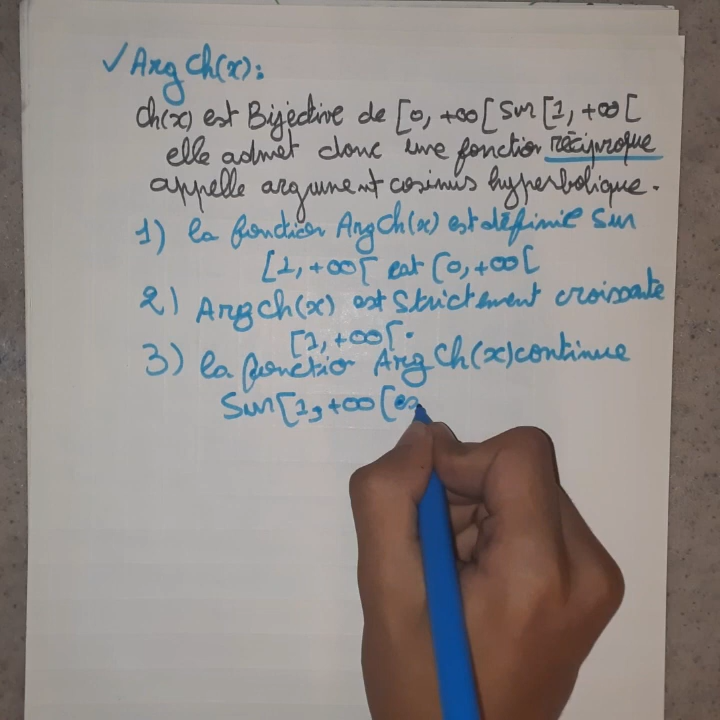 ✓ Arg Ch(x):
Ch(x) est Bijective de [0, +∞[ Sur [1, +∞[
elle admet donc une fonction réciproque
appelle argument cosinus hyperbolique.
1) la fonction ArgCh(x) est définie Sur
[1, +∞[ est [0, +∞[
2) ArgCh(x) est Strictement croissante
[1, +∞[.
3) la fonction ArgCh(x) continue
Sur [1, +∞[ es